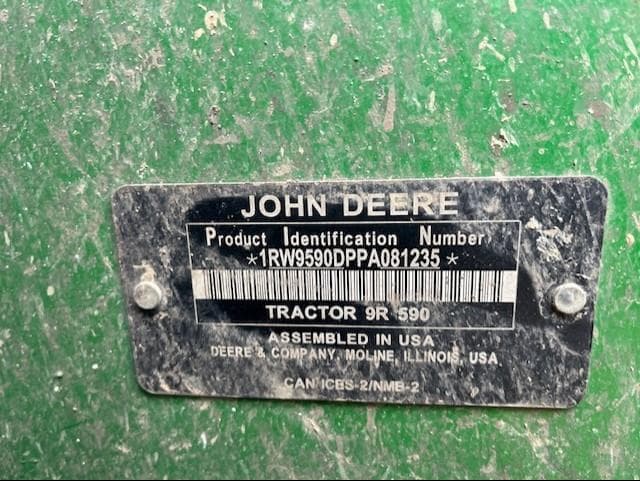 JOHN DEERE
Product Identification Number
*1RW9590DPPA081235*
TRACTOR 9R 590
ASSEMBLED IN USA
DEERE & COMPANY, MOLINE, ILLINOIS, USA
CAN ICES-2/NMB-2